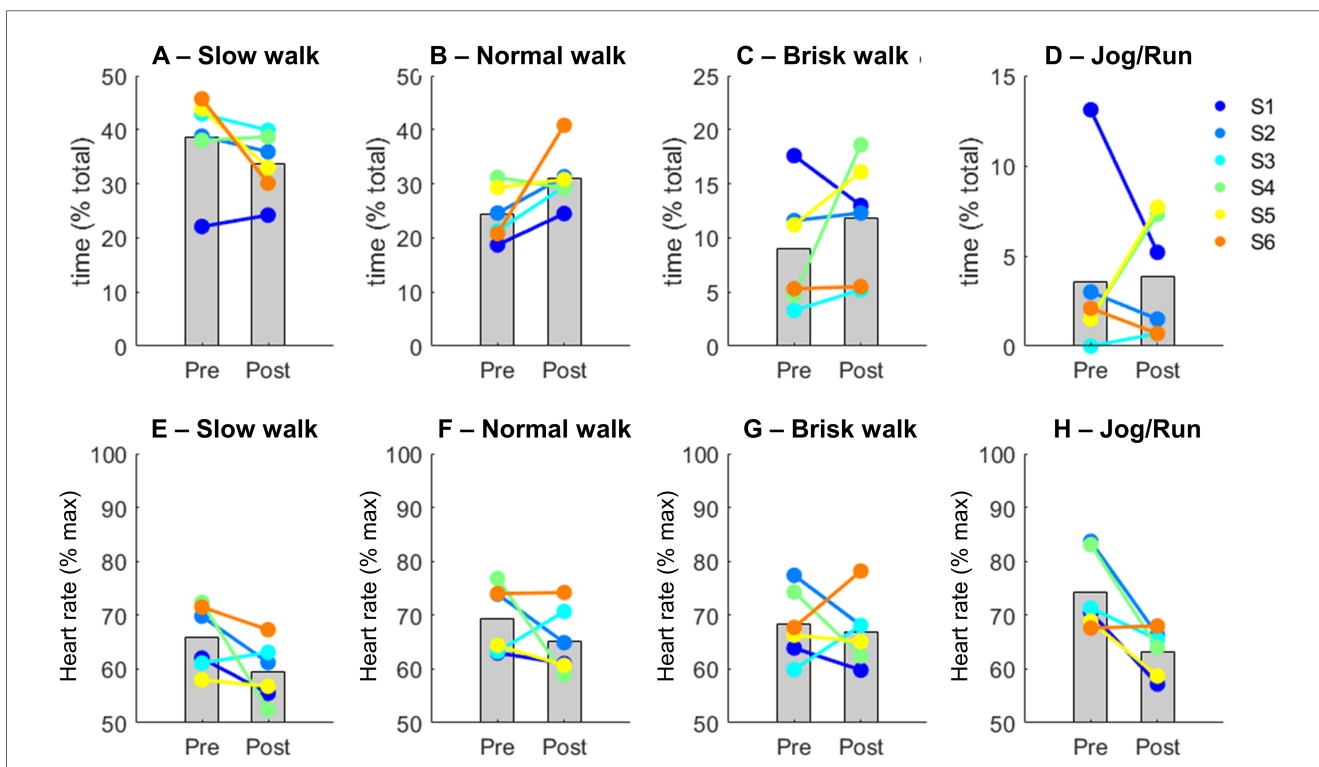 A – Slow walk
B – Normal walk
C – Brisk walk
D – Jog/Run
50
40
30
20
10
0
time (% total)
Pre Post
50
40
30
20
10
0
time (% total)
Pre Post
25
20
15
10
5
0
time (% total)
Pre Post
15
10
5
0
time (% total)
Pre Post
S1
S2
S3
S4
S5
S6
E – Slow walk
F – Normal walk
G – Brisk walk
H – Jog/Run
100
90
80
70
60
50
Heart rate (% max)
Pre Post
100
90
80
70
60
50
Heart rate (% max)
Pre Post
100
90
80
70
60
50
Heart rate (% max)
Pre Post
100
90
80
70
60
50
Heart rate (% max)
Pre Post